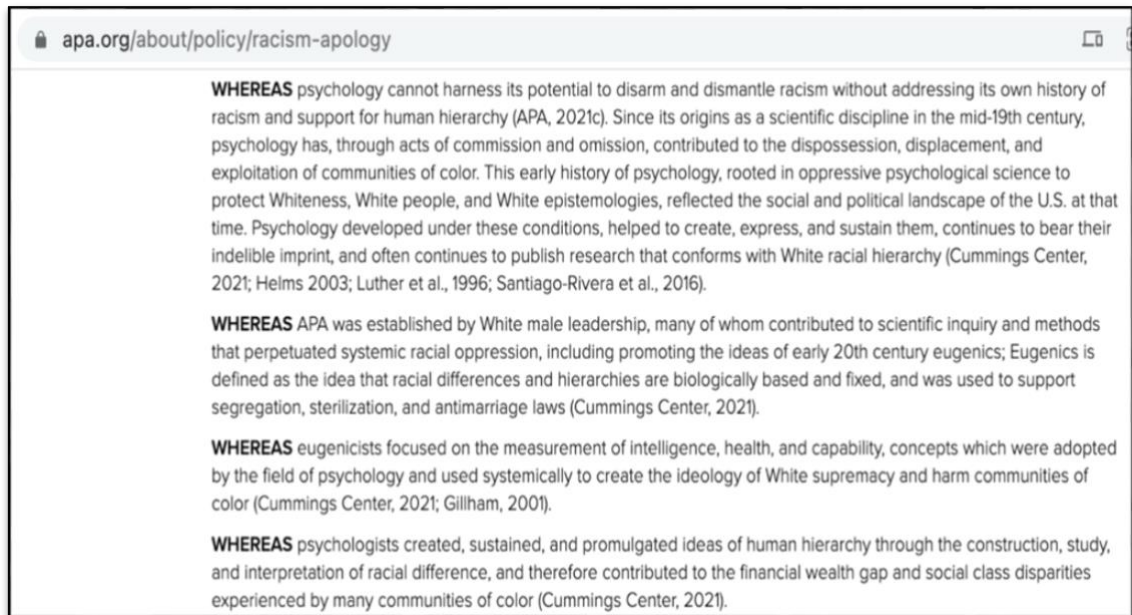 apa.org/about/policy/racism-apology
WHEREAS psychology cannot harness its potential to disarm and dismantle racism without addressing its own history of
racism and support for human hierarchy (APA, 2021c). Since its origins as a scientific discipline in the mid-19th century,
psychology has, through acts of commission and omission, contributed to the dispossession, displacement, and
exploitation of communities of color. This early history of psychology, rooted in oppressive psychological science to
protect Whiteness, White people, and White epistemologies, reflected the social and political landscape of the U.S. at that
time. Psychology developed under these conditions, helped to create, express, and sustain them, continues to bear their
indelible imprint, and often continues to publish research that conforms with White racial hierarchy (Cummings Center,
2021; Helms 2003; Luther et al., 1996; Santiago-Rivera et al., 2016).
WHEREAS APA was established by White male leadership, many of whom contributed to scientific inquiry and methods
that perpetuated systemic racial oppression, including promoting the ideas of early 20th century eugenics; Eugenics is
defined as the idea that racial differences and hierarchies are biologically based and fixed, and was used to support
segregation, sterilization, and antimarriage laws (Cummings Center, 2021).
WHEREAS eugenicists focused on the measurement of intelligence, health, and capability, concepts which were adopted
by the field of psychology and used systemically to create the ideology of White supremacy and harm communities of
color (Cummings Center, 2021; Gillham, 2001).
WHEREAS psychologists created, sustained, and promulgated ideas of human hierarchy through the construction, study,
and interpretation of racial difference, and therefore contributed to the financial wealth gap and social class disparities
experienced by many communities of color (Cummings Center, 2021).